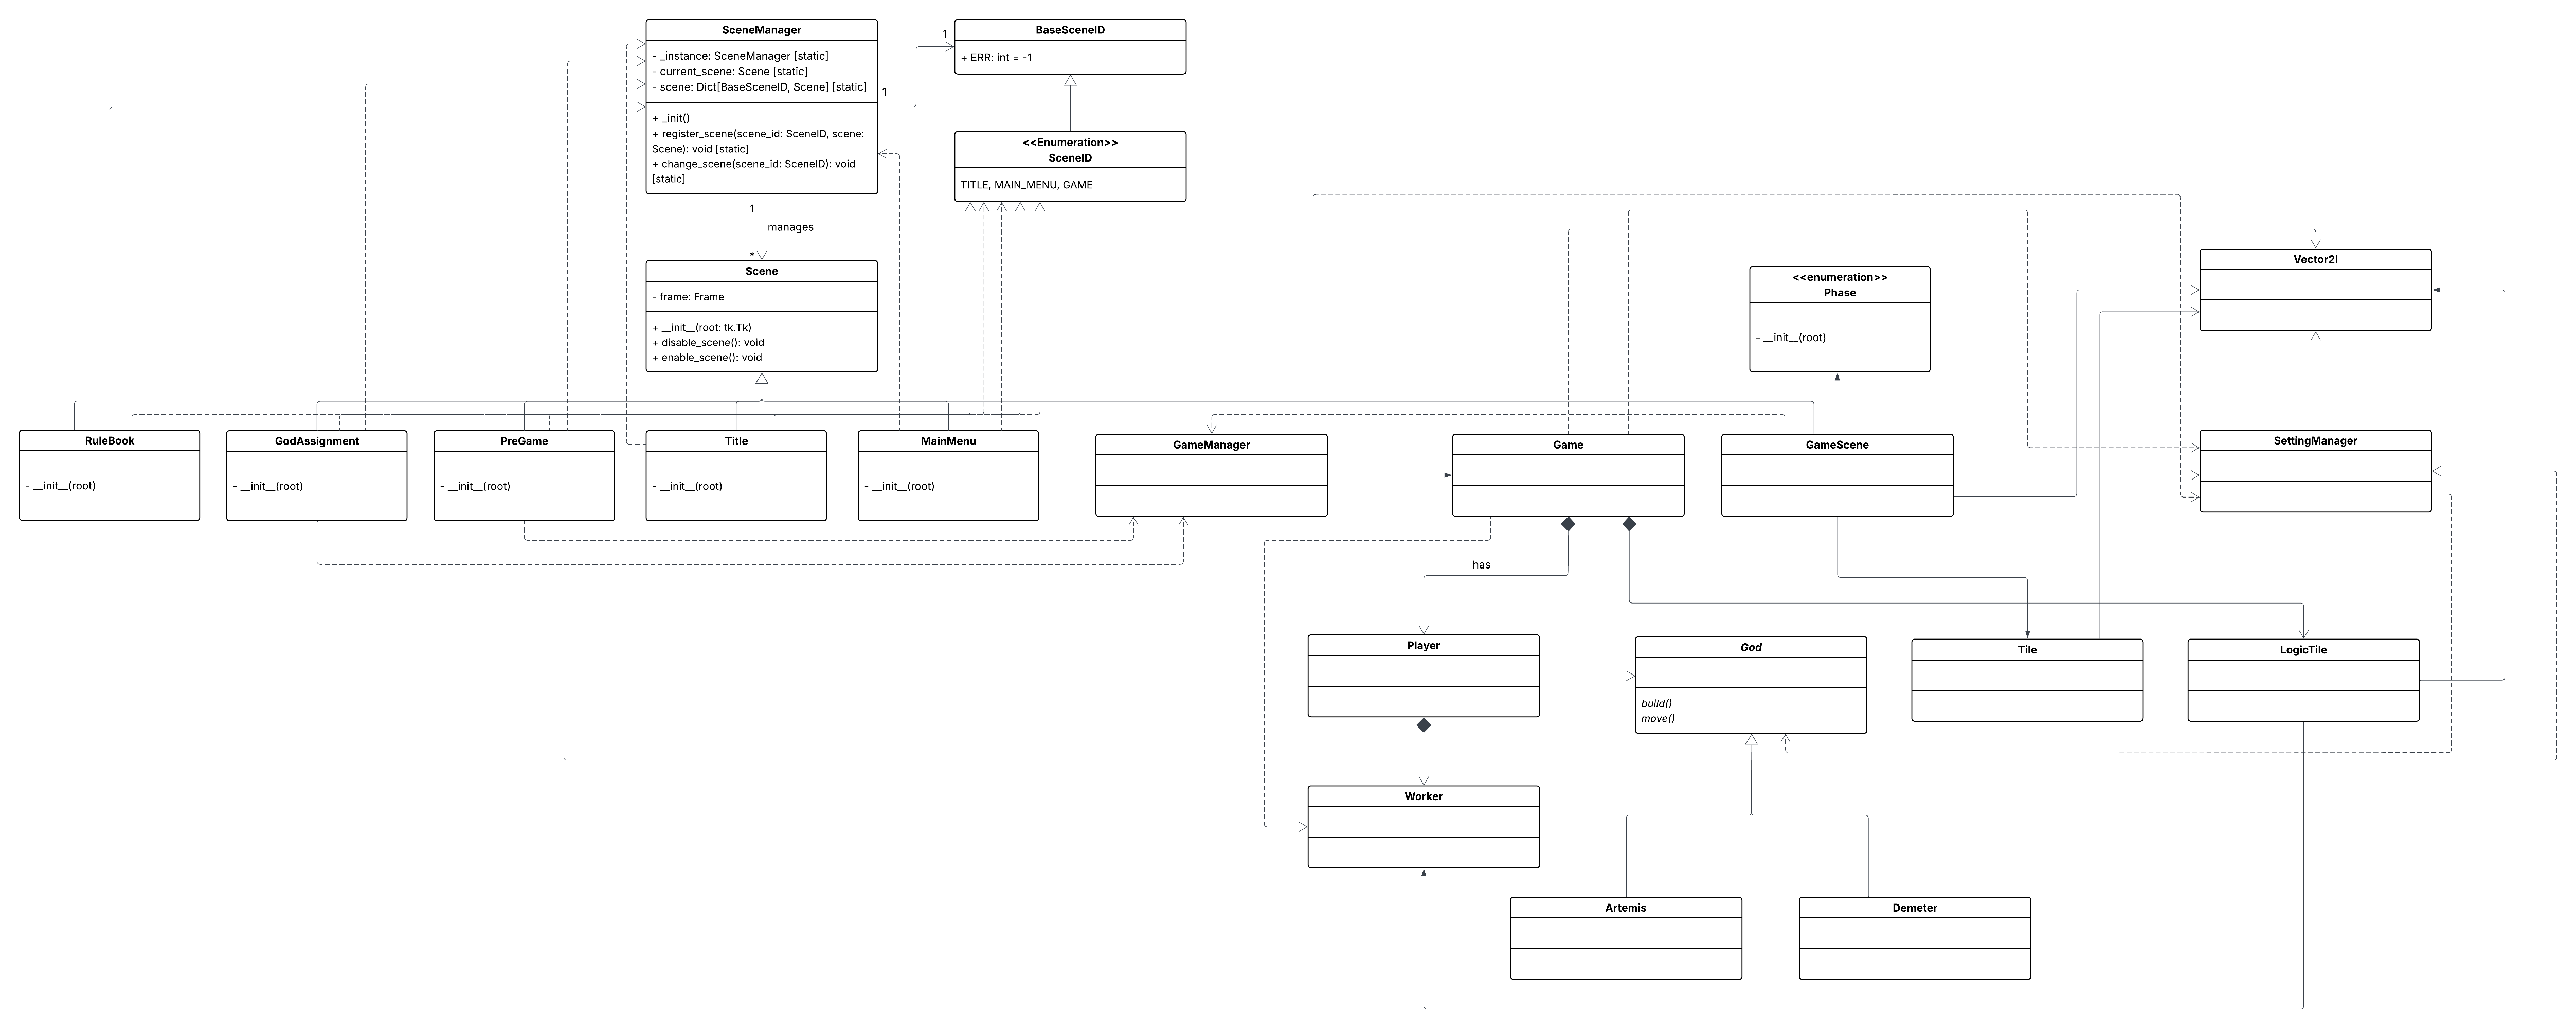 SceneManager
- _instance: SceneManager [static]
- current_scene: Scene [static]
- scene: Dict[BaseSceneID, Scene] [static]
+ _init()
+ register_scene(scene_id: SceneID, scene:
Scene): void [static]
+ change_scene(scene_id: SceneID): void
[static]
1
1
BaseSceneID
+ ERR: int = -1
<<Enumeration>>
SceneID
TITLE, MAIN_MENU, GAME
1
manages
*
Scene
- frame: Frame
+ __init__(root: tk.Tk)
+ disable_scene(): void
+ enable_scene(): void
<<enumeration>>
Phase
- __init__(root)
Vector2I
RuleBook
- __init__(root)
GodAssignment
- __init__(root)
PreGame
- __init__(root)
Title
- __init__(root)
MainMenu
- __init__(root)
GameManager
Game
GameScene
SettingManager
has
Player
God
build()
move()
Tile
LogicTile
Worker
Artemis
Demeter